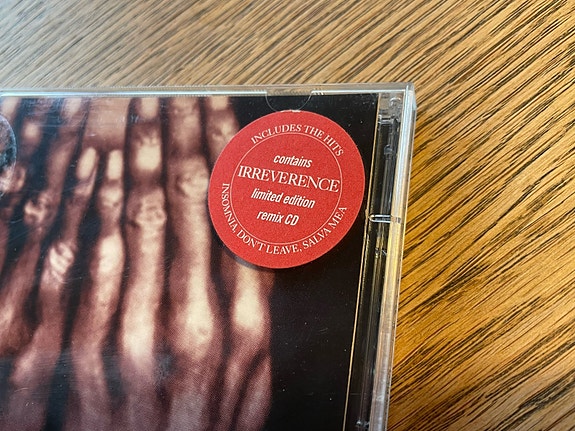 INCLUDES THE HITS
contains
IRREVERENCE
limited edition
remix CD
INSOMNIA, DON'T LEAVE, SALVA MEA